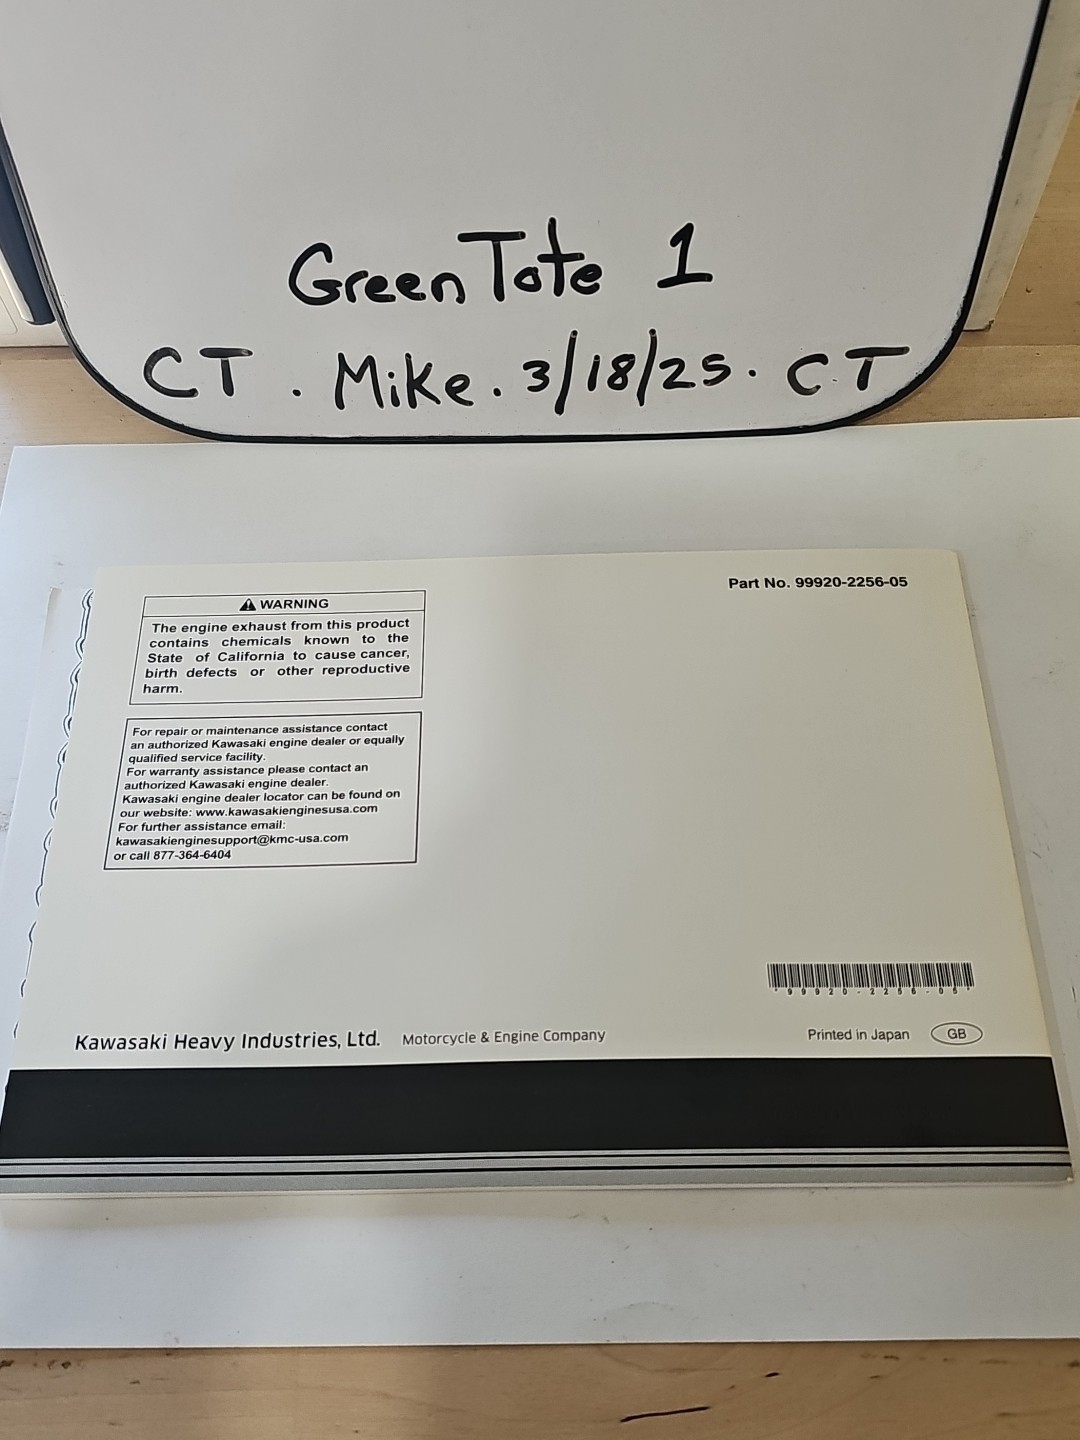 Green Tote 1
CT . Mike . 3/18/25 . CT
Part No. 99920-2256-05
⚠ WARNING
The engine exhaust from this product
contains chemicals known to the
State of California to cause cancer,
birth defects or other reproductive
harm.
For repair or maintenance assistance contact
an authorized Kawasaki engine dealer or equally
qualified service facility.
For warranty assistance please contact an
authorized Kawasaki engine dealer.
Kawasaki engine dealer locator can be found on
our website: www.kawasakienginesusa.com
For further assistance email:
kawasakienginesupport@kmc-usa.com
or call 877-364-6404
*99920-2256-05*
Kawasaki Heavy Industries, Ltd. Motorcycle & Engine Company
Printed in Japan GB